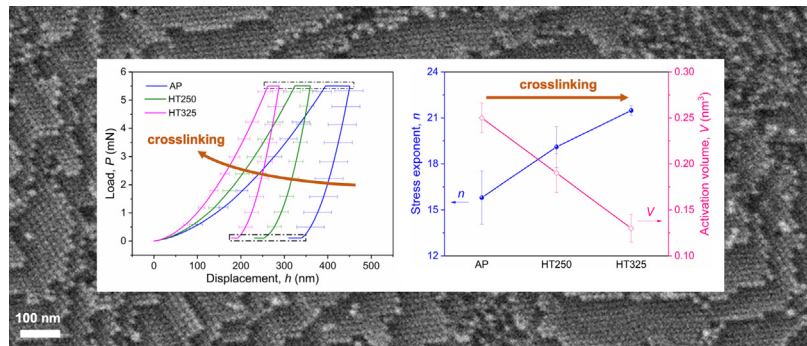 AP
HT250
HT325
crosslinking
Load, P (mN)
6
5
4
3
2
1
0
0 100 200 300 400 500
Displacement, h (nm)
crosslinking
Stress exponent, n
24
21
18
15
12
n
V
AP HT250 HT325
0.30
0.25
0.20
0.15
0.10
Activation volume, V (nm³)
100 nm